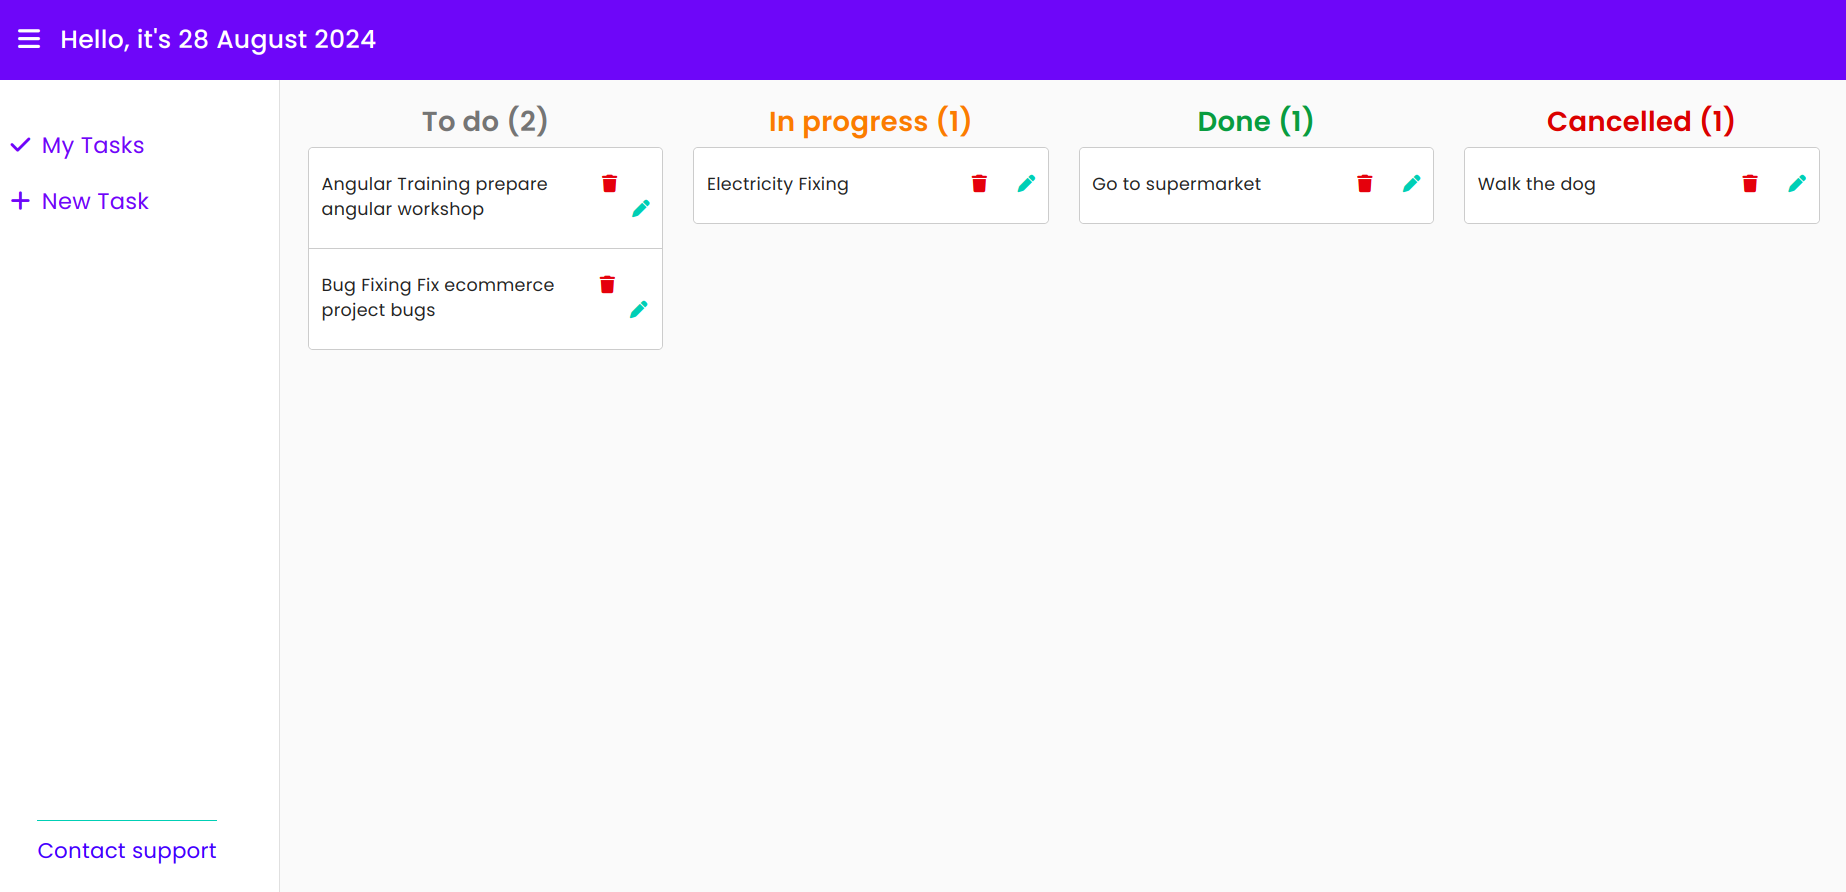 Hello, it's 28 August 2024
My Tasks
New Task
Contact support
To do (2)
Angular Training prepare
angular workshop
Bug Fixing Fix ecommerce
project bugs
In progress (1)
Electricity Fixing
Done (1)
Go to supermarket
Cancelled (1)
Walk the dog